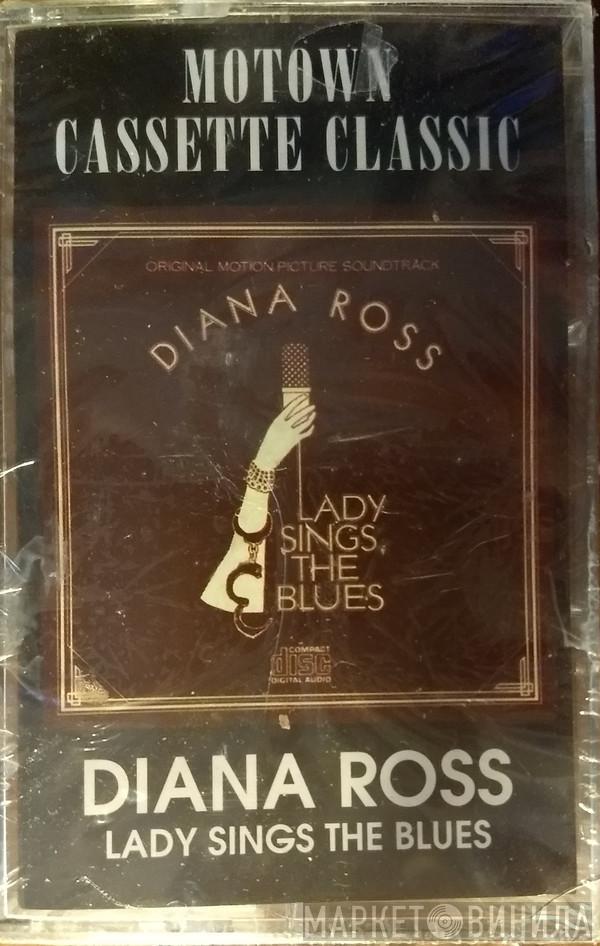 MOTOWN
CASSETTE CLASSIC
ORIGINAL MOTION PICTURE SOUNDTRACK
DIANA ROSS
LADY
SINGS
THE
BLUES
COMPACT
disc
DIGITAL AUDIO
DIANA ROSS
LADY SINGS THE BLUES
МАРКЕТ ВИНИЛА